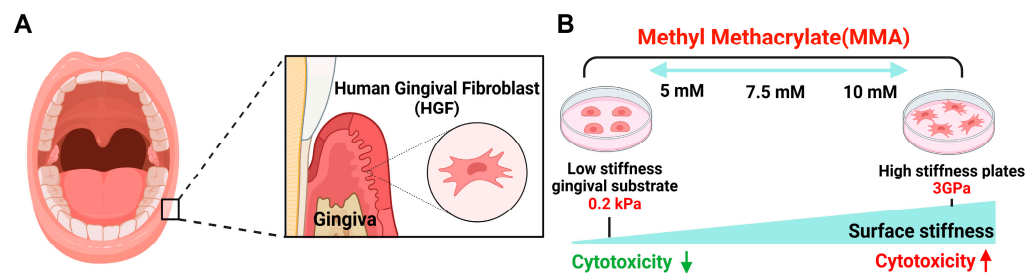 A
Human Gingival Fibroblast
(HGF)
Gingiva
B
Methyl Methacrylate(MMA)
5 mM
7.5 mM
10 mM
Low stiffness
gingival substrate
0.2 kPa
High stiffness plates
3GPa
Surface stiffness
Cytotoxicity ↓
Cytotoxicity ↑